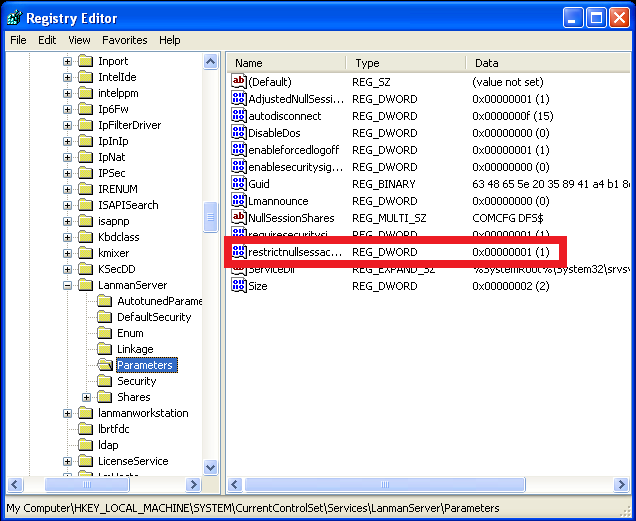 Registry Editor
File Edit View Favorites Help
Inport
IntelIde
intelppm
Ip6Fw
IpFilterDriver
IpInIp
IpNat
IPSec
IRENUM
ISAPISearch
isapnp
Kbdclass
kmixer
KSecDD
LanmanServer
AutotunedParame
DefaultSecurity
Enum
Linkage
Parameters
Security
Shares
lanmanworkstation
lbrtfdc
ldap
LicenseService
LmHosts
Name Type Data
(Default) REG_SZ (value not set)
AdjustedNullSessi... REG_DWORD 0x00000001 (1)
autodisconnect REG_DWORD 0x0000000f (15)
DisableDos REG_DWORD 0x00000000 (0)
enableforcedlogoff REG_DWORD 0x00000001 (1)
enablesecuritysig... REG_DWORD 0x00000000 (0)
Guid REG_BINARY 63 48 65 5e 20 35 89 41 a4 b1 8
Lmannounce REG_DWORD 0x00000000 (0)
NullSessionShares REG_MULTI_SZ COMCFG DFS$
requiresecuritysi... REG_DWORD 0x00000001 (1)
restrictnullsessac... REG_DWORD 0x00000001 (1)
ServiceDll REG_EXPAND_SZ %SystemRoot%\System32\srvsv
Size REG_DWORD 0x00000002 (2)
My Computer\HKEY_LOCAL_MACHINE\SYSTEM\CurrentControlSet\Services\LanmanServer\Parameters